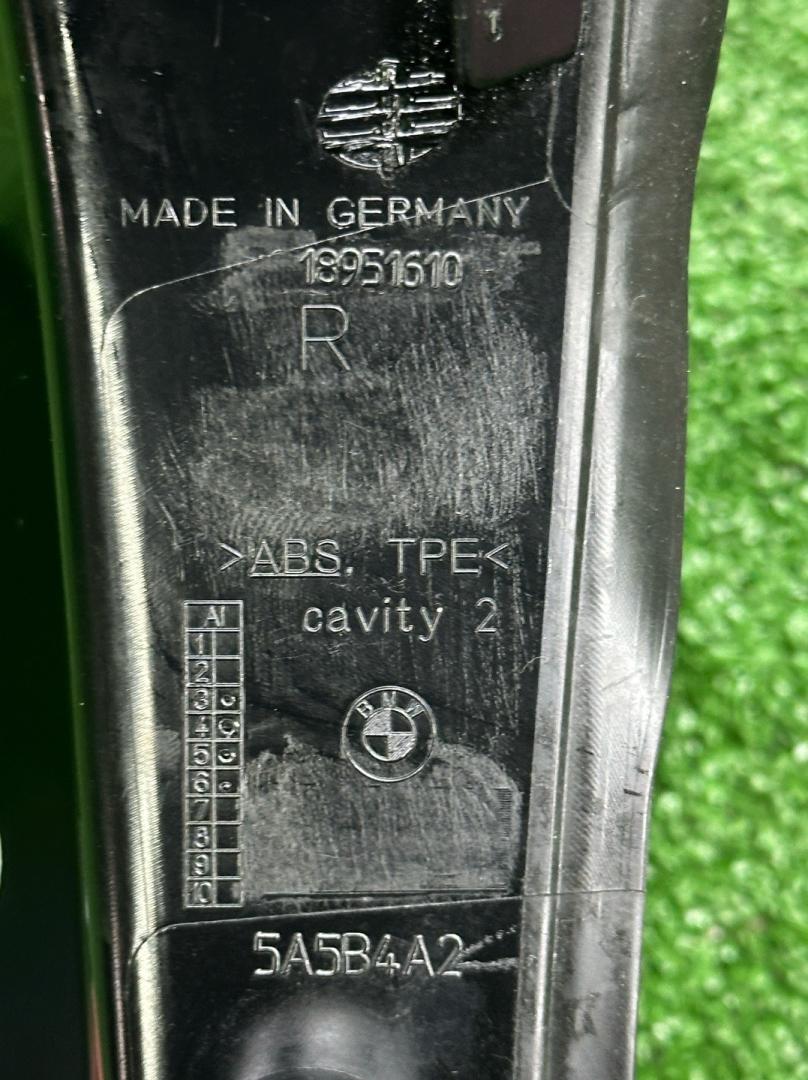 MADE IN GERMANY
18951610
R
>ABS. TPE<
cavity 2
AI
1
2
3
4
5
6
7
8
9
10
BMW
5A5B4A2